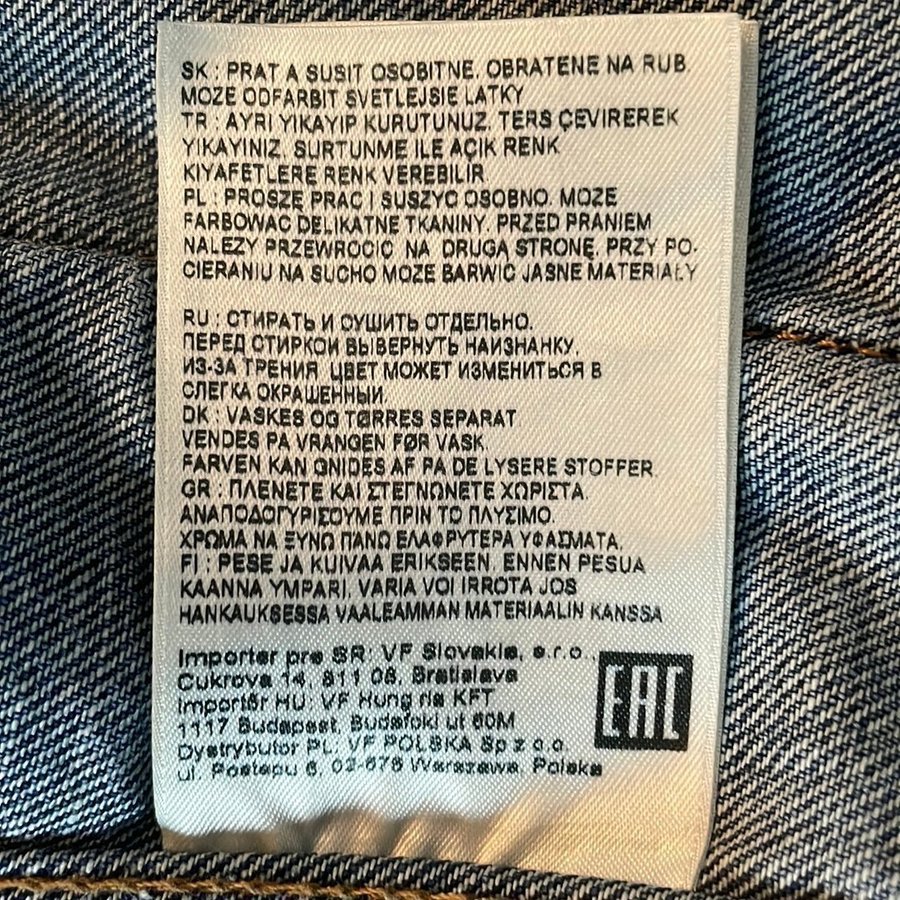 SK : PRAT A SUSIT OSOBITNE. OBRATENE NA RUB.
MOZE ODFARBIT SVETLEJSIE LATKY
TR : AYRI YIKAYIP KURUTUNUZ. TERS ÇEVIREREK
YIKAYINIZ. SURTUNME ILE AÇIK RENK
KIYAFETLERE RENK VEREBILIR
PL : PROSZĘ PRAC I SUSZYC OSOBNO. MOZE
FARBOWAC DELIKATNE TKANINY. PRZED PRANIEM
NALEZY PRZEWROCIC NA DRUGĄ STRONĘ. PRZY PO-
CIERANIU NA SUCHO MOZE BARWIC JASNE MATERIAŁY
RU : СТИРАТЬ И СУШИТЬ ОТДЕЛЬНО.
ПЕРЕД СТИРКОИ ВЫВЕРНУТЬ НАИЗНАНКУ.
ИЗ-ЗА ТРЕНИЯ ЦВЕТ МОЖЕТ ИЗМЕНИТЬСЯ В
СЛЕГКА ОКРАШЕННЫИ.
DK : VASKES OG TØRRES SEPARAT
VENDES PA VRANGEN FØR VASK.
FARVEN KAN GNIDES AF PA DE LYSERE STOFFER
GR : ΠΛΕΝΕΤΕ ΚΑΙ ΣΤΕΓΝΩΝΕΤΕ ΧΩΡΙΣΤΑ.
ΑΝΑΠΟΔΟΓΥΡΙΣΟΥΜΕ ΠΡΙΝ ΤΟ ΠΛΥΣΙΜΟ.
ΧΡΩΜΑ ΝΑ ΞΥΝΩ ΠΑΝΩ ΕΛΑΦΡΥΤΕΡΑ ΥΦΑΣΜΑΤΑ.
FI : PESE JA KUIVAA ERIKSEEN. ENNEN PESUA
KAANNA YMPARI. VARIA VOI IRROTA JOS
HANKAUKSESSA VAALEAMMAN MATERIAALIN KANSSA
Importer pre SR: VF Slovakia, s.r.o.,
Cukrova 14, 811 08, Bratislava
Importőr HU: VF Hung ria KFT
1117 Budapest, Budafoki ut 60M
Dystrybutor PL: VF POLSKA Sp z o.o.
ul. Postepu 6, 02-676 Warszawa, Polska
EAC